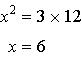 x² = 3 × 12
x = 6